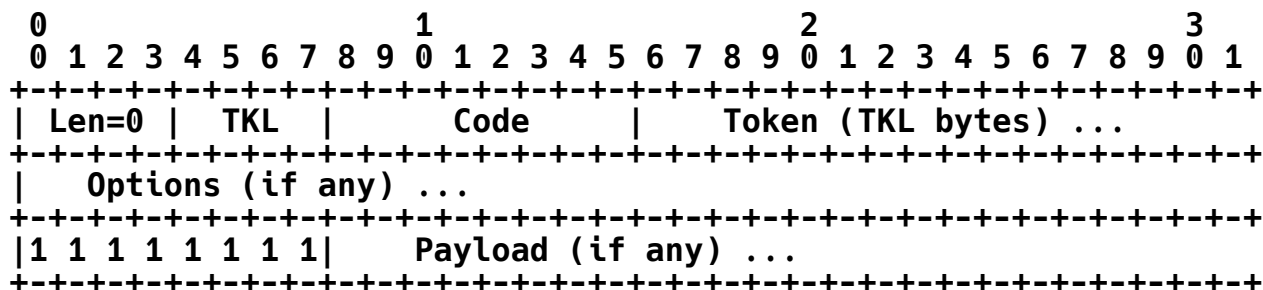 0                   1                   2                   3
 0 1 2 3 4 5 6 7 8 9 0 1 2 3 4 5 6 7 8 9 0 1 2 3 4 5 6 7 8 9 0 1
+-+-+-+-+-+-+-+-+-+-+-+-+-+-+-+-+-+-+-+-+-+-+-+-+-+-+-+-+-+-+-+-+
| Len=0 |  TKL  |      Code     |    Token (TKL bytes) ...
+-+-+-+-+-+-+-+-+-+-+-+-+-+-+-+-+-+-+-+-+-+-+-+-+-+-+-+-+-+-+-+-+
|   Options (if any) ...
+-+-+-+-+-+-+-+-+-+-+-+-+-+-+-+-+-+-+-+-+-+-+-+-+-+-+-+-+-+-+-+-+
|1 1 1 1 1 1 1 1|    Payload (if any) ...
+-+-+-+-+-+-+-+-+-+-+-+-+-+-+-+-+-+-+-+-+-+-+-+-+-+-+-+-+-+-+-+-+